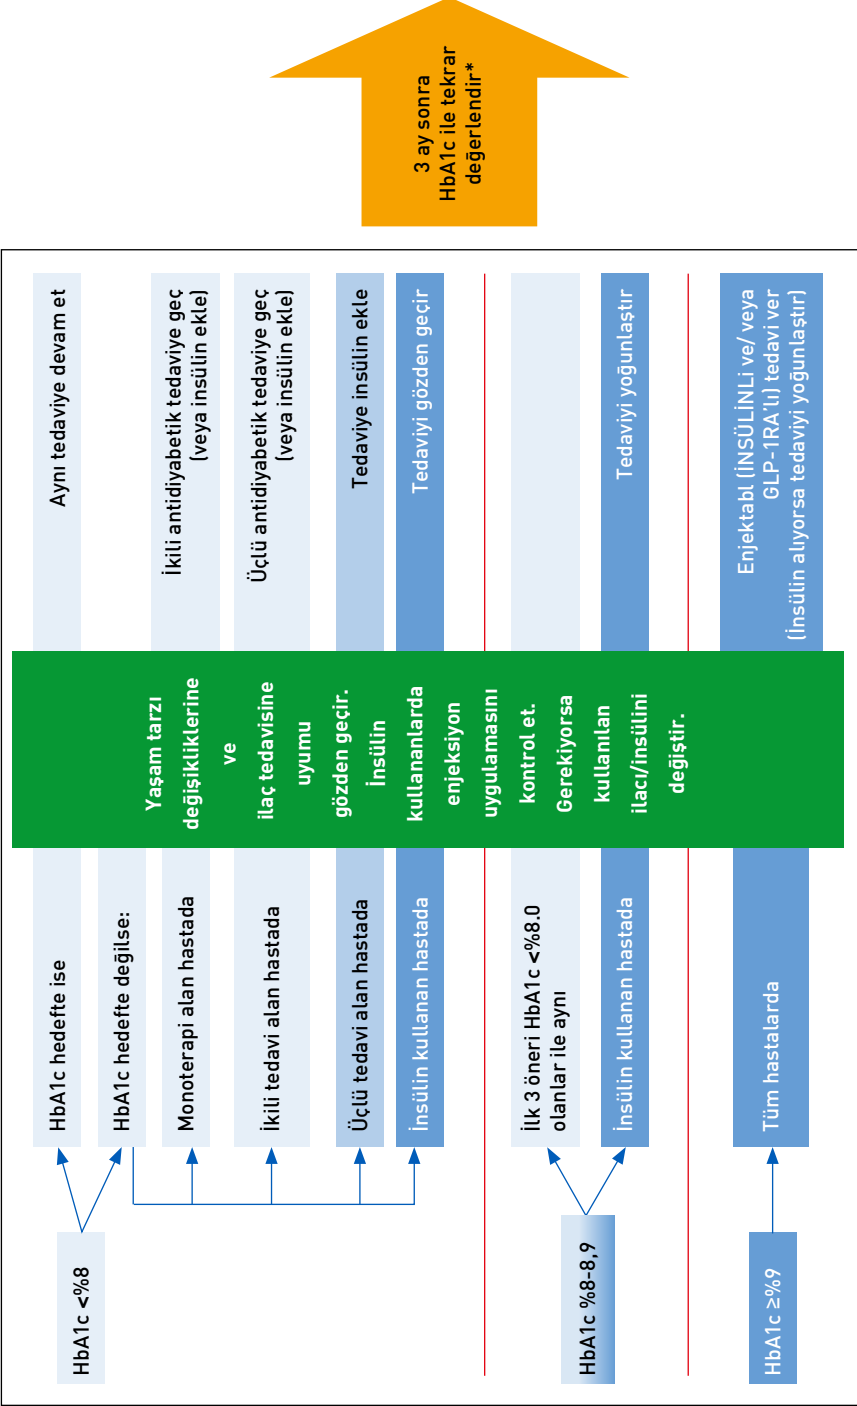 HbA1c <%8
HbA1c hedefte ise
Aynı tedaviye devam et
HbA1c hedefte değilse:
Monoterapi alan hastada
İkili antidiyabetik tedaviye geç
(veya insülin ekle)
İkili tedavi alan hastada
Üçlü antidiyabetik tedaviye geç
(veya insülin ekle)
Üçlü tedavi alan hastada
Tedaviye insülin ekle
İnsülin kullanan hastada
Tedaviyi gözden geçir
HbA1c %8-8,9
İlk 3 öneri HbA1c <%8.0
olanlar ile aynı
İnsülin kullanan hastada
Tedaviyi yoğunlaştır
HbA1c ≥%9
Tüm hastalarda
Enjektabl (İNSÜLİNLi ve/ veya
GLP-1RA'lı) tedavi ver
(İnsülin alıyorsa tedaviyi yoğunlaştır)
Yaşam tarzı
değişikliklerine
ve
ilaç tedavisine
uyumu
gözden geçir.
İnsülin
kullananlarda
enjeksiyon
uygulamasını
kontrol et.
Gerekiyorsa
kullanılan
ilacı/insülini
değiştir.
3 ay sonra
HbA1c ile tekrar
değerlendir*